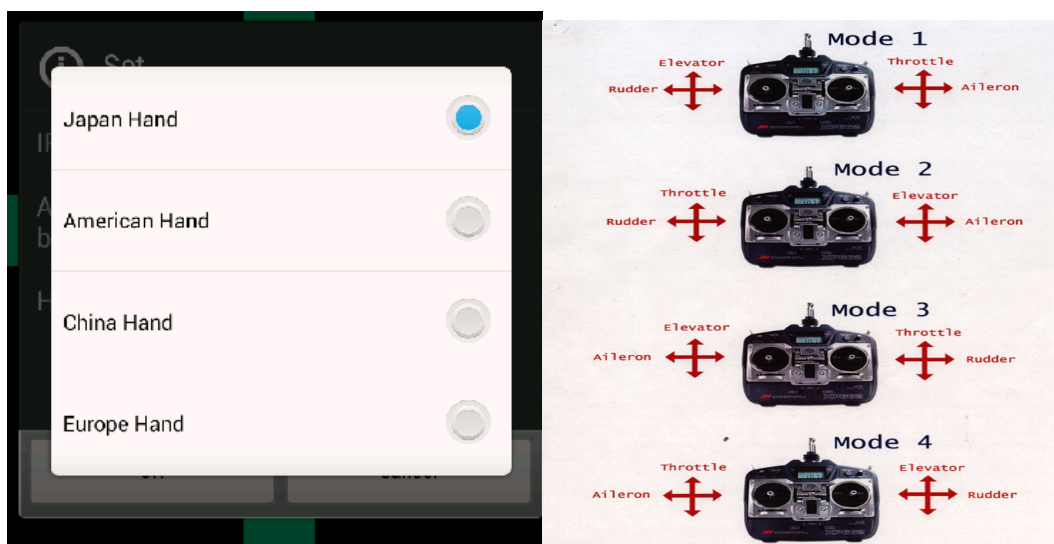 Set
Japan Hand
American Hand
China Hand
Europe Hand
Mode 1
Elevator
Throttle
Rudder
Aileron
Mode 2
Throttle
Elevator
Rudder
Aileron
Mode 3
Elevator
Throttle
Aileron
Rudder
Mode 4
Throttle
Elevator
Aileron
Rudder